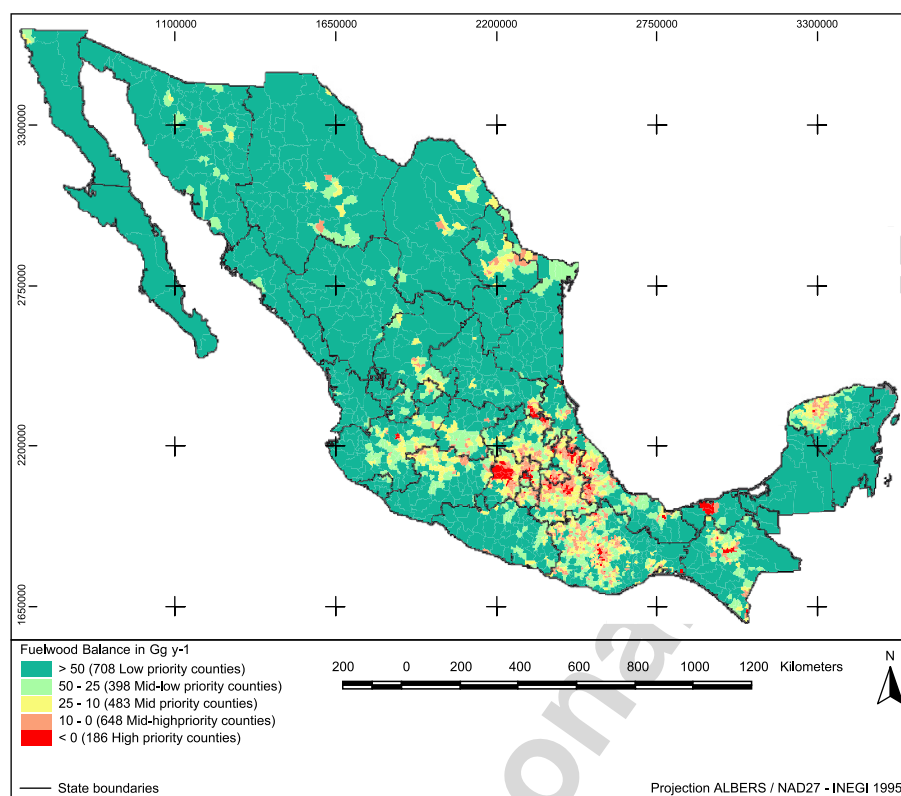 1100000 1650000 2200000 2750000 3300000
3300000
2750000
2200000
1650000
Fuelwood Balance in Gg y-1
> 50 (708 Low priority counties)
50 - 25 (398 Mid-low priority counties)
25 - 10 (483 Mid priority counties)
10 - 0 (648 Mid-highpriority counties)
< 0 (186 High priority counties)
200 0 200 400 600 800 1000 1200 Kilometers
N
State boundaries
Projection ALBERS / NAD27 - INEGI 1995
ona